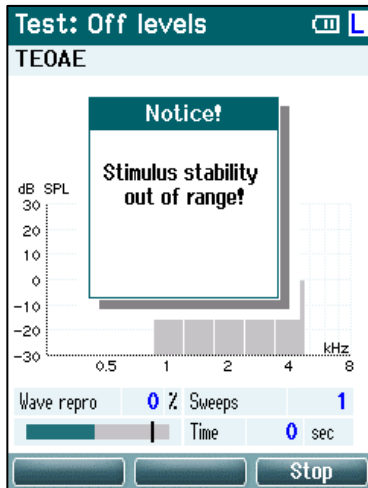 Test: Off levels L
TEOAE
Notice!
Stimulus stability
out of range!
dB SPL
30
20
10
0
-10
-20
-30
0.5 1 2 4 8
kHz
Wave repro 0 % Sweeps 1
Time 0 sec
Stop